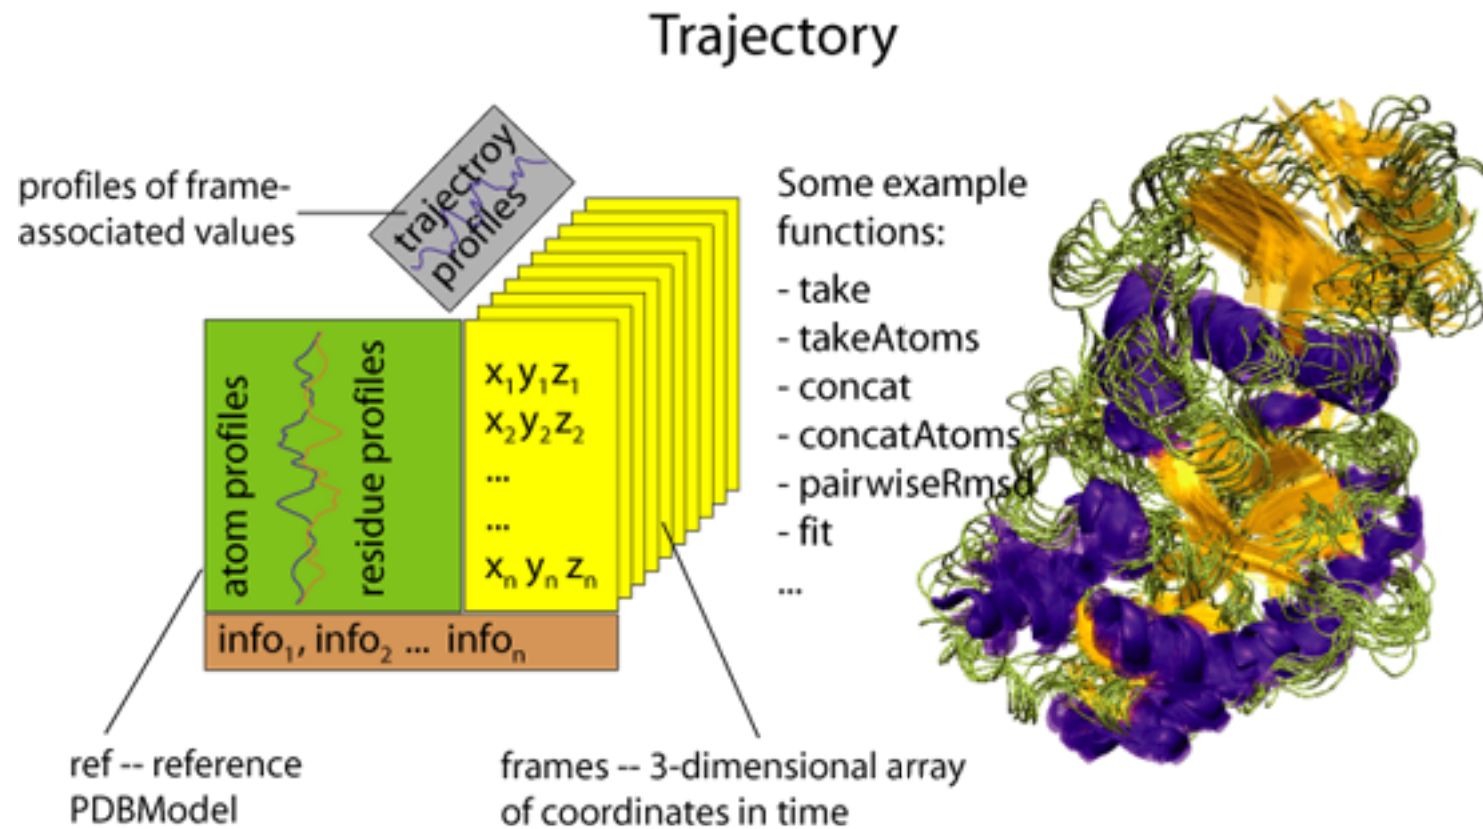 Trajectory
profiles of frame-
associated values
trajectroy
profiles
atom profiles
residue profiles
x₁y₁z₁
x₂y₂z₂
...
...
xₙ yₙ zₙ
info₁, info₂ ... infoₙ
ref -- reference
PDBModel
frames -- 3-dimensional array
of coordinates in time
Some example
functions:
- take
- takeAtoms
- concat
- concatAtoms
- pairwiseRmsd
- fit
...